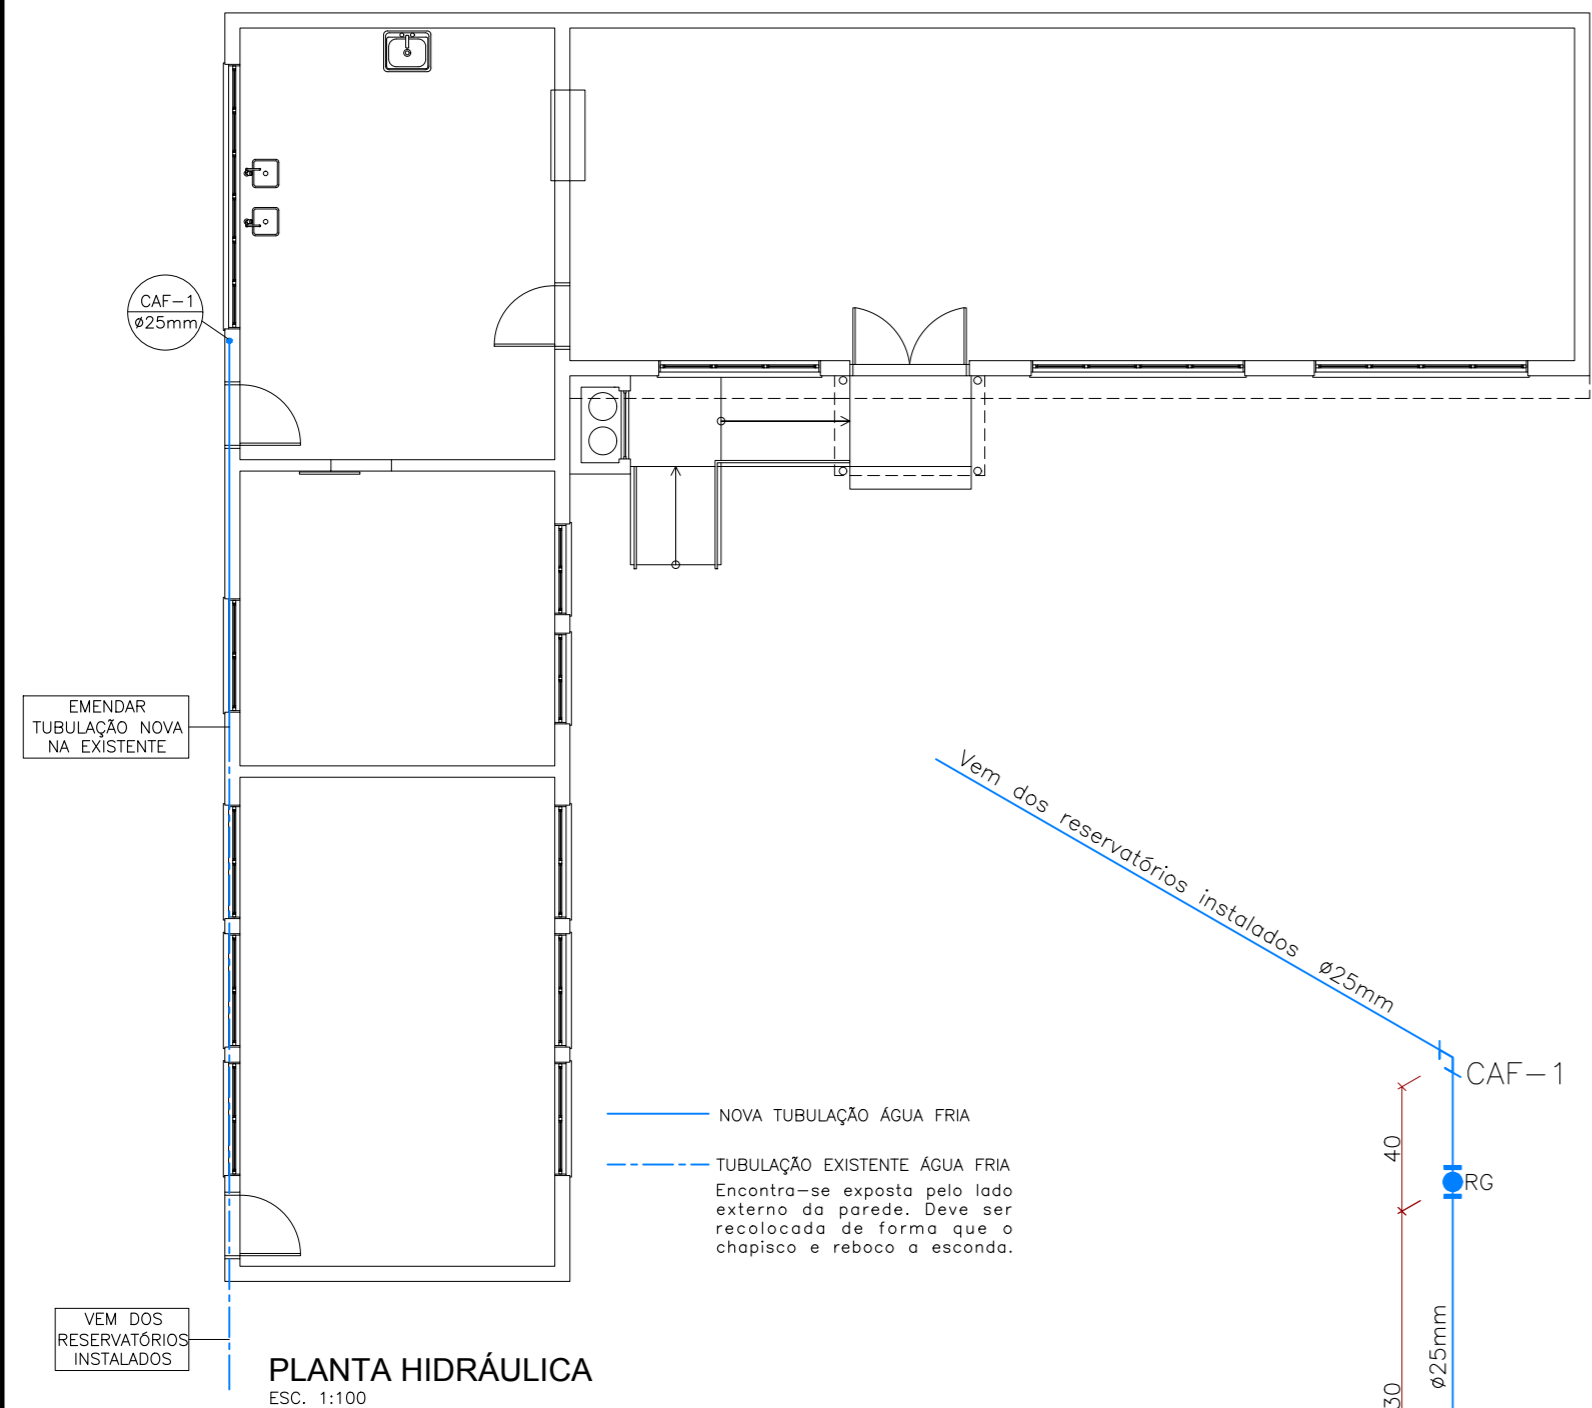 CAF-1
ø25mm
EMENDAR
TUBULAÇÃO NOVA
NA EXISTENTE
Vem dos reservatórios instalados ø25mm
CAF-1
40
RG
ø25mm
30
NOVA TUBULAÇÃO ÁGUA FRIA
TUBULAÇÃO EXISTENTE ÁGUA FRIA
Encontra-se exposta pelo lado
externo da parede. Deve ser
recolocada de forma que o
chapisco e reboco a esconda.
VEM DOS
RESERVATÓRIOS
INSTALADOS
PLANTA HIDRÁULICA
ESC. 1:100